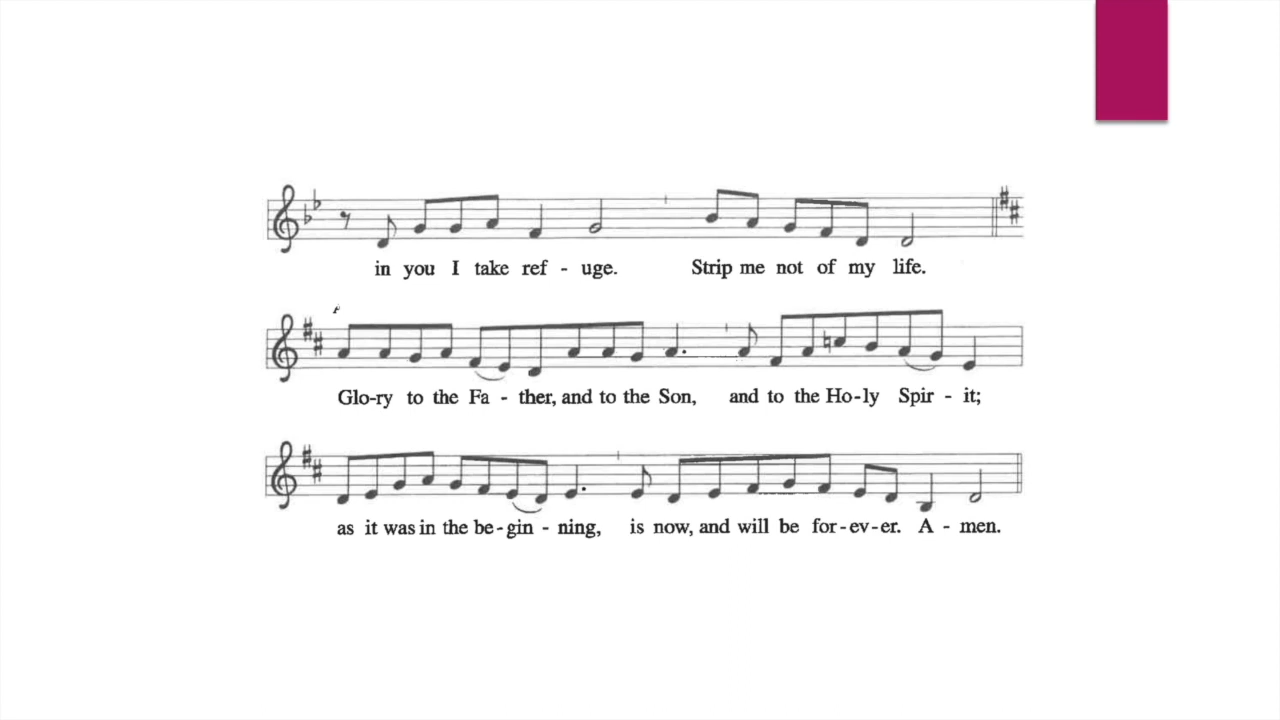 in you I take ref - uge. Strip me not of my life.
Glo-ry to the Fa - ther, and to the Son, and to the Ho-ly Spir - it;
as it was in the be-gin - ning, is now, and will be for-ev-er. A - men.